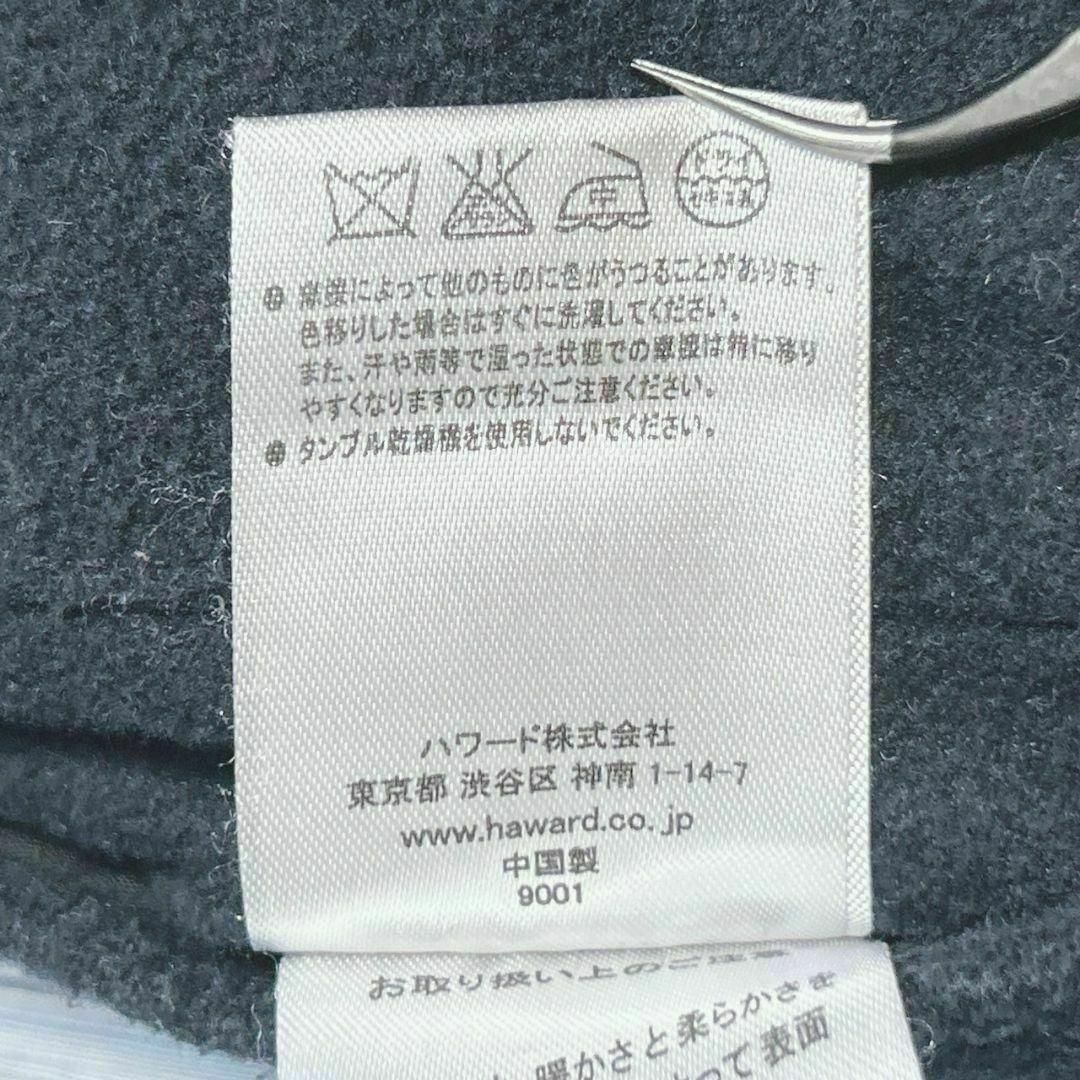 中
ドライ
摩擦によって他のものに色がうつることがあります。
色移りした場合はすぐに洗濯してください。
また、汗や雨等で湿った状態での摩擦は特に移り
やすくなりますので充分ご注意ください。
タンブル乾燥機を使用しないでください。
ハワード株式会社
東京都 渋谷区 神南 1-14-7
www.haward.co.jp
中国製
9001
お取り扱い上のご注意
暖かさと柔らかさを
って表面